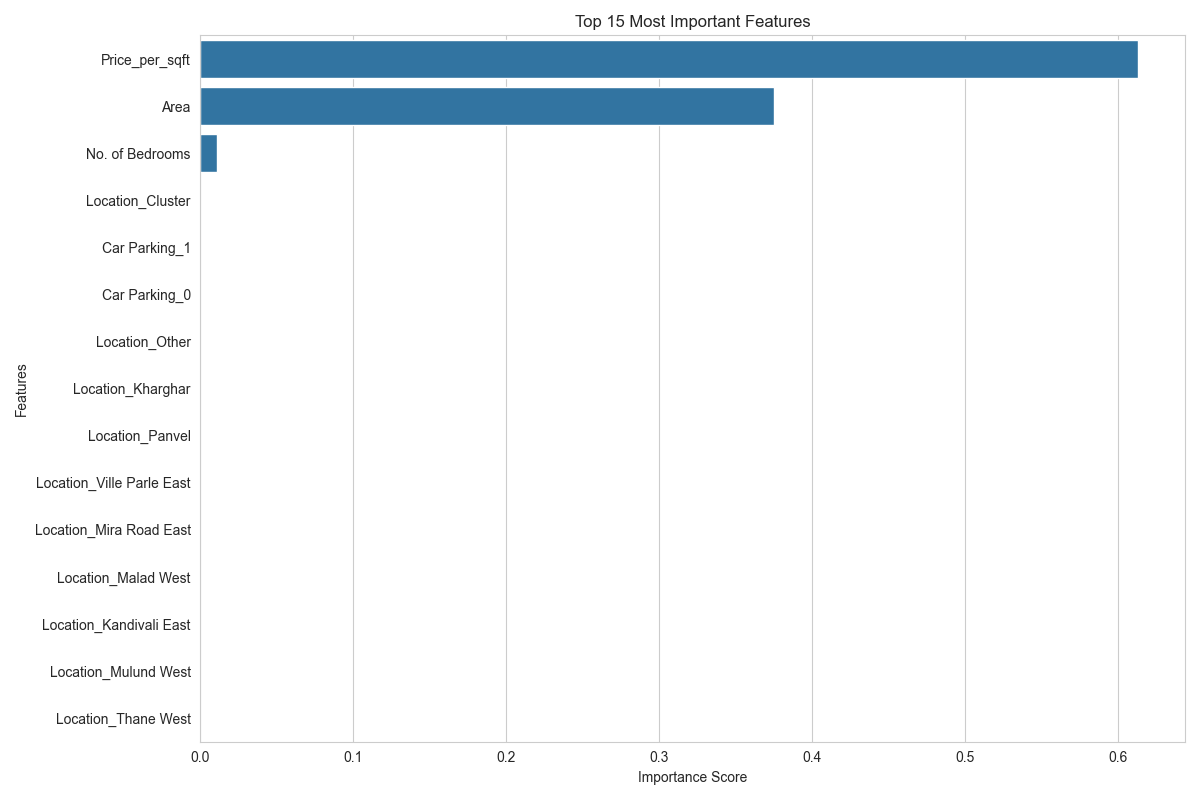 Top 15 Most Important Features
Price_per_sqft
Area
No. of Bedrooms
Location_Cluster
Car Parking_1
Car Parking_0
Location_Other
Location_Kharghar
Location_Panvel
Location_Ville Parle East
Location_Mira Road East
Location_Malad West
Location_Kandivali East
Location_Mulund West
Location_Thane West
Features
0.0 0.1 0.2 0.3 0.4 0.5 0.6
Importance Score